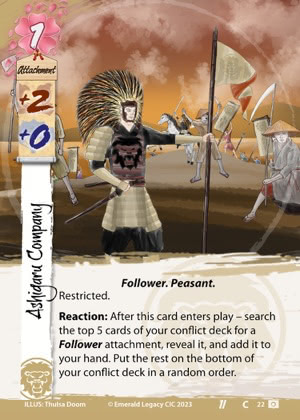 1
Attachment
+2
+0
Ashigaru Company
Follower. Peasant.
Restricted.
Reaction: After this card enters play – search
the top 5 cards of your conflict deck for a
Follower attachment, reveal it, and add it to
your hand. Put the rest on the bottom of
your conflict deck in a random order.
ILLUS: Thulsa Doom
© Emerald Legacy CIC 2023
C
22